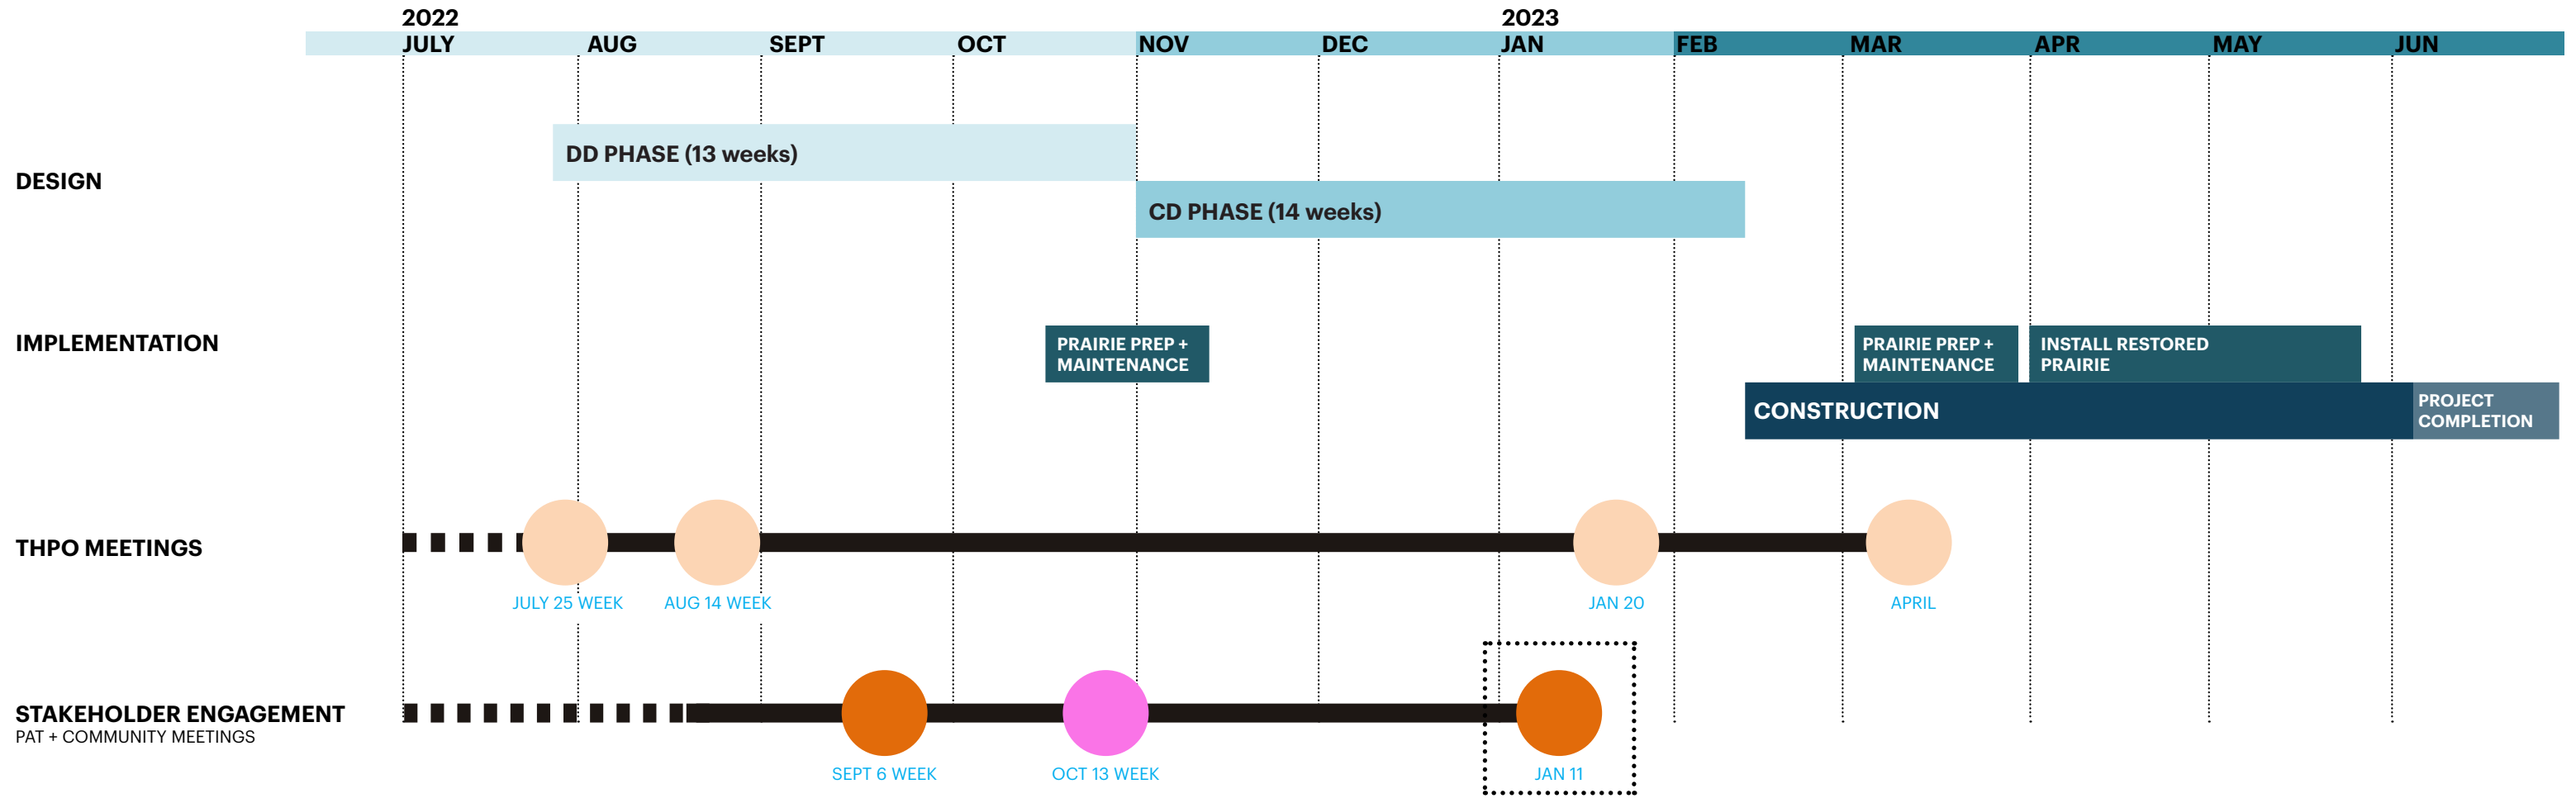 2022
2023
JULY
AUG
SEPT
OCT
NOV
DEC
JAN
FEB
MAR
APR
MAY
JUN
DESIGN
DD PHASE (13 weeks)
CD PHASE (14 weeks)
IMPLEMENTATION
PRAIRIE PREP +
MAINTENANCE
PRAIRIE PREP +
MAINTENANCE
INSTALL RESTORED
PRAIRIE
CONSTRUCTION
PROJECT
COMPLETION
THPO MEETINGS
JULY 25 WEEK
AUG 14 WEEK
JAN 20
APRIL
STAKEHOLDER ENGAGEMENT
PAT + COMMUNITY MEETINGS
SEPT 6 WEEK
OCT 13 WEEK
JAN 11